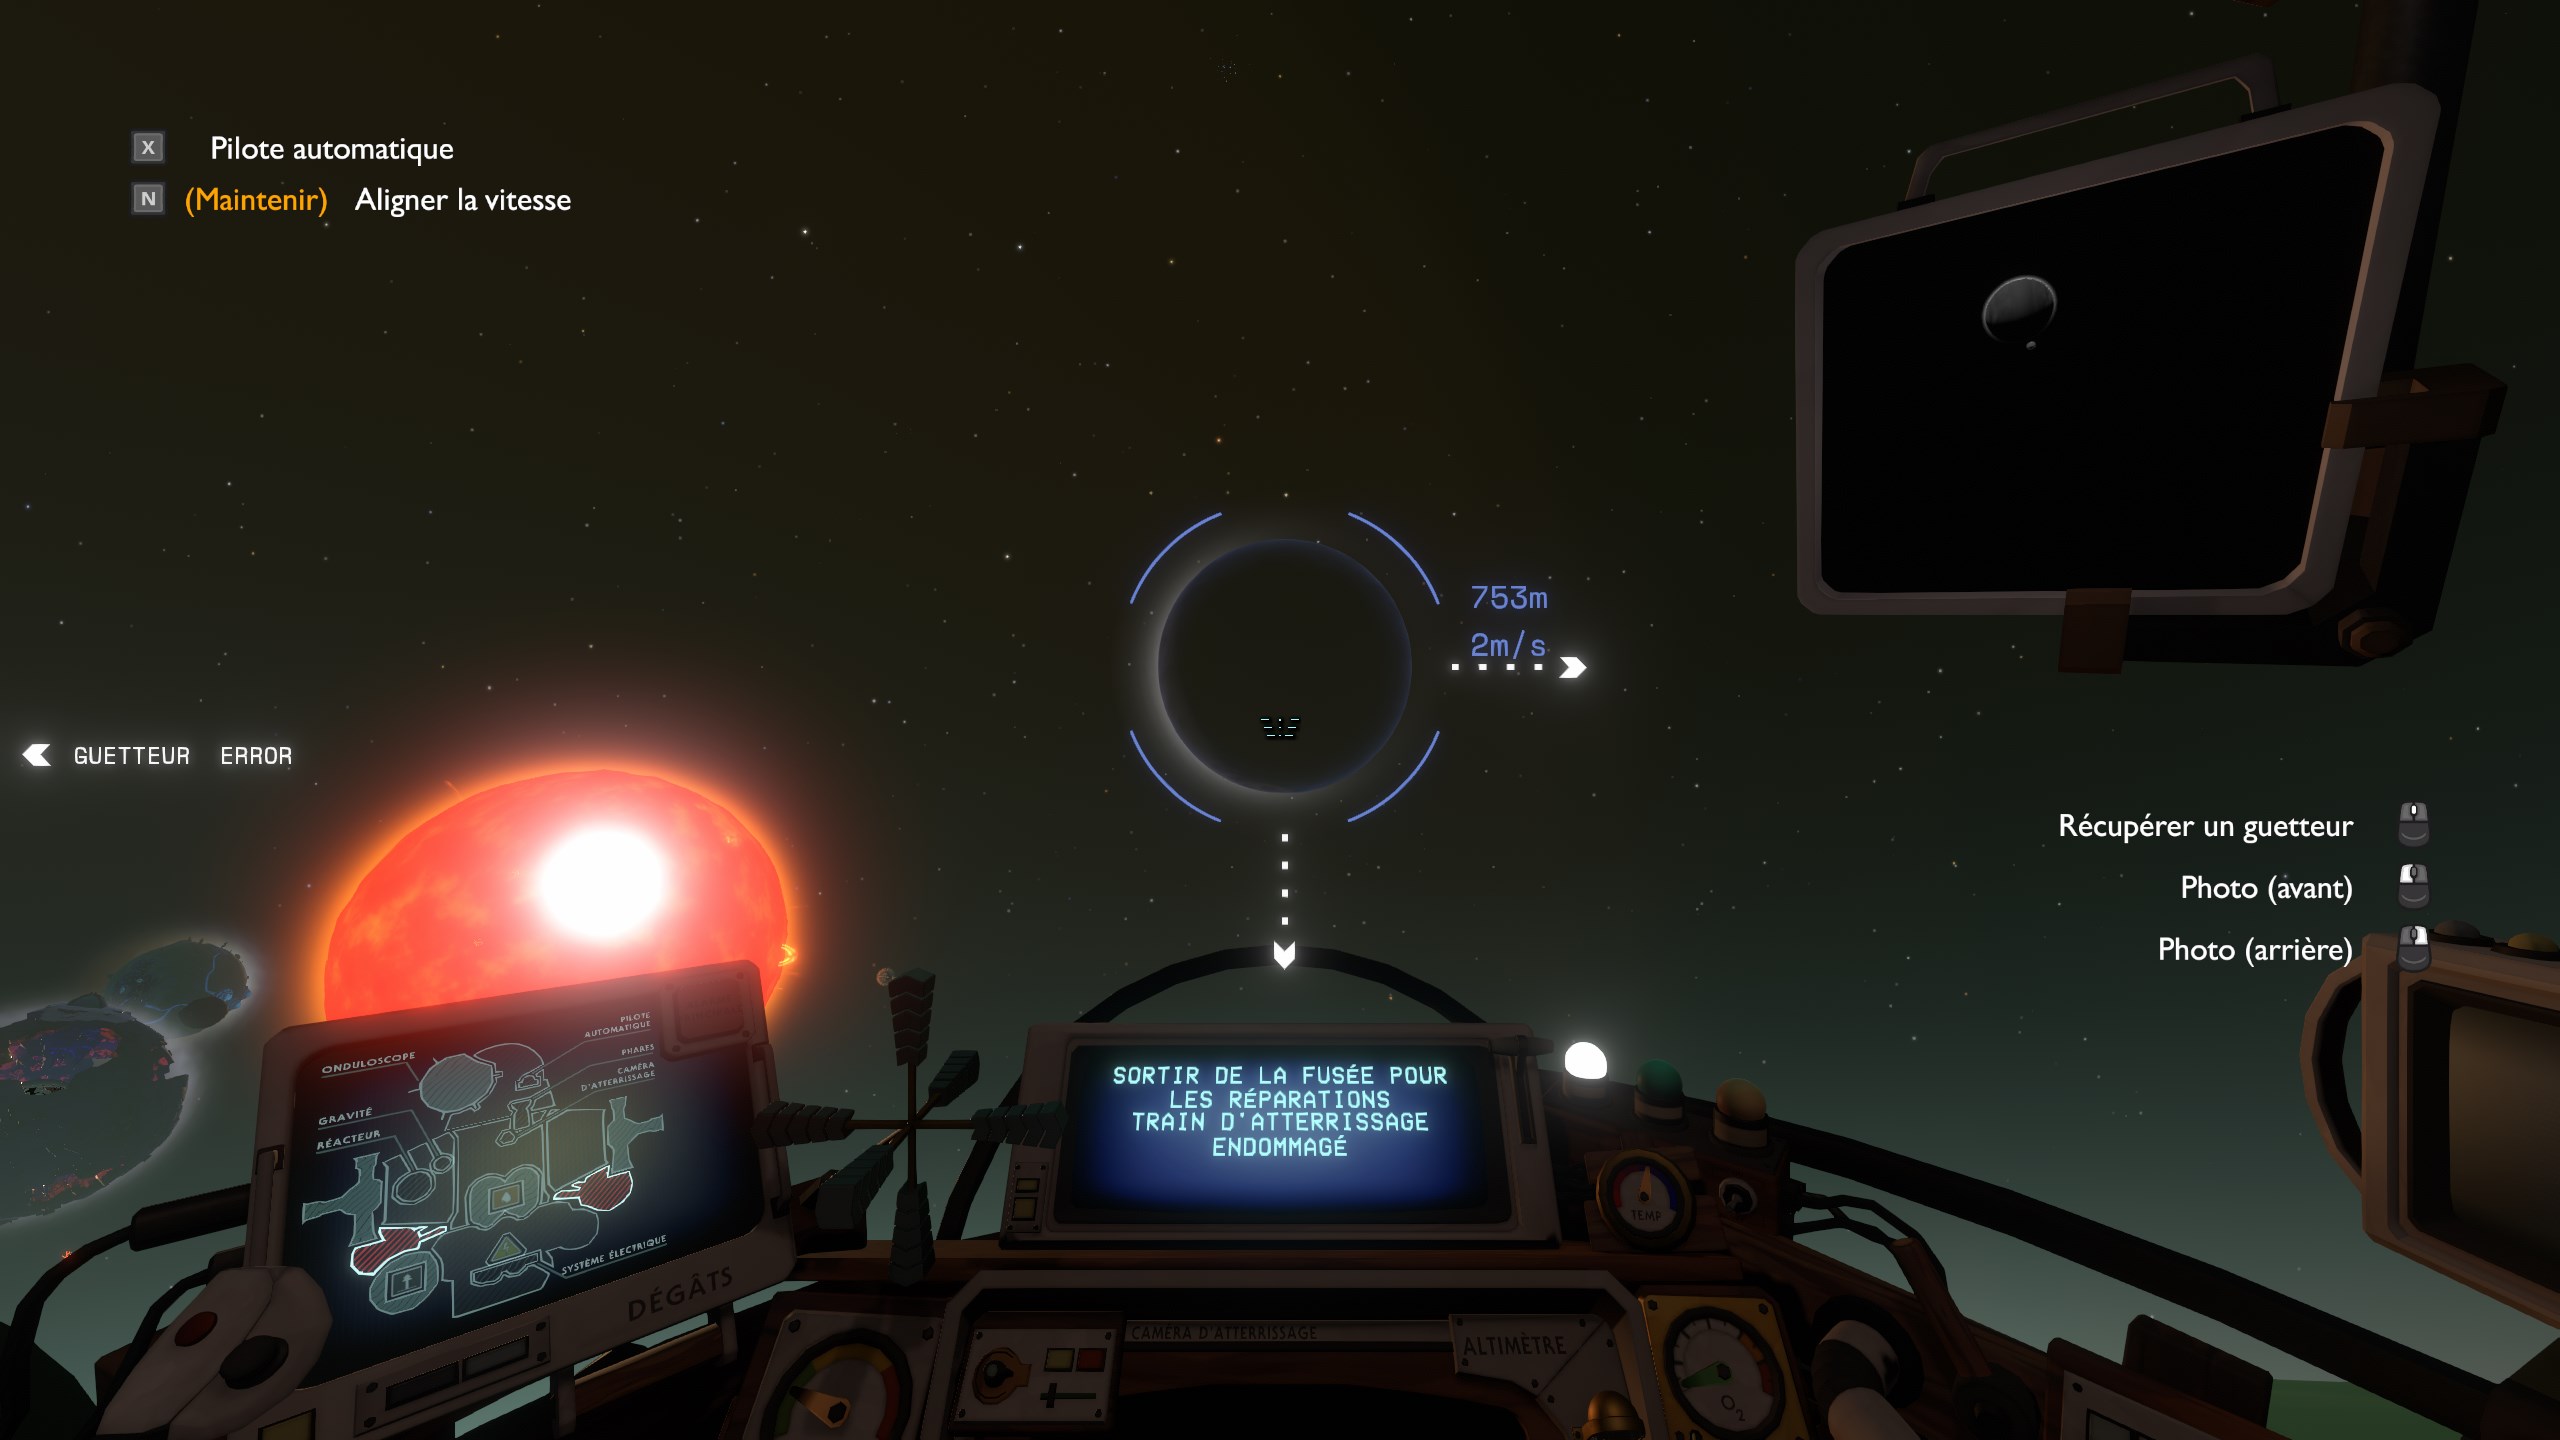 X Pilote automatique
N (Maintenir) Aligner la vitesse
753m
2m/s
GUETTEUR ERROR
Récupérer un guetteur
Photo (avant)
Photo (arrière)
PILOTE
AUTOMATIQUE
ONDULOSCOPE
PHARES
CAMÉRA
D'ATTERRISSAGE
GRAVITÉ
RÉACTEUR
SYSTÈME ÉLECTRIQUE
DÉGÂTS
SORTIR DE LA FUSÉE POUR
LES RÉPARATIONS
TRAIN D'ATTERRISSAGE
ENDOMMAGÉ
TEMP
CAMÉRA D'ATTERRISSAGE
ALTIMÈTRE
O2